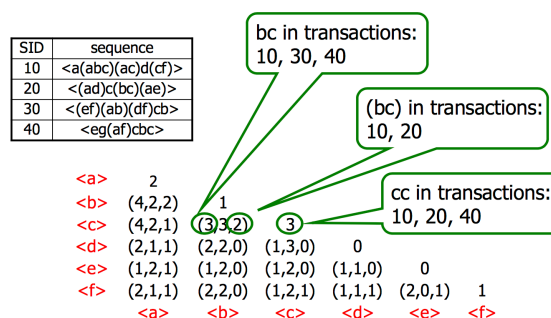 bc in transactions:
10, 30, 40
SID sequence
10 <a(abc)(ac)d(cf)>
20 <(ad)c(bc)(ae)>
30 <(ef)(ab)(df)cb>
40 <eg(af)cbc>
(bc) in transactions:
10, 20
cc in transactions:
10, 20, 40
<a> 2
<b> (4,2,2) 1
<c> (4,2,1) (3,3,2) 3
<d> (2,1,1) (2,2,0) (1,3,0) 0
<e> (1,2,1) (1,2,0) (1,2,0) (1,1,0) 0
<f> (2,1,1) (2,2,0) (1,2,1) (1,1,1) (2,0,1) 1
<a> <b> <c> <d> <e> <f>